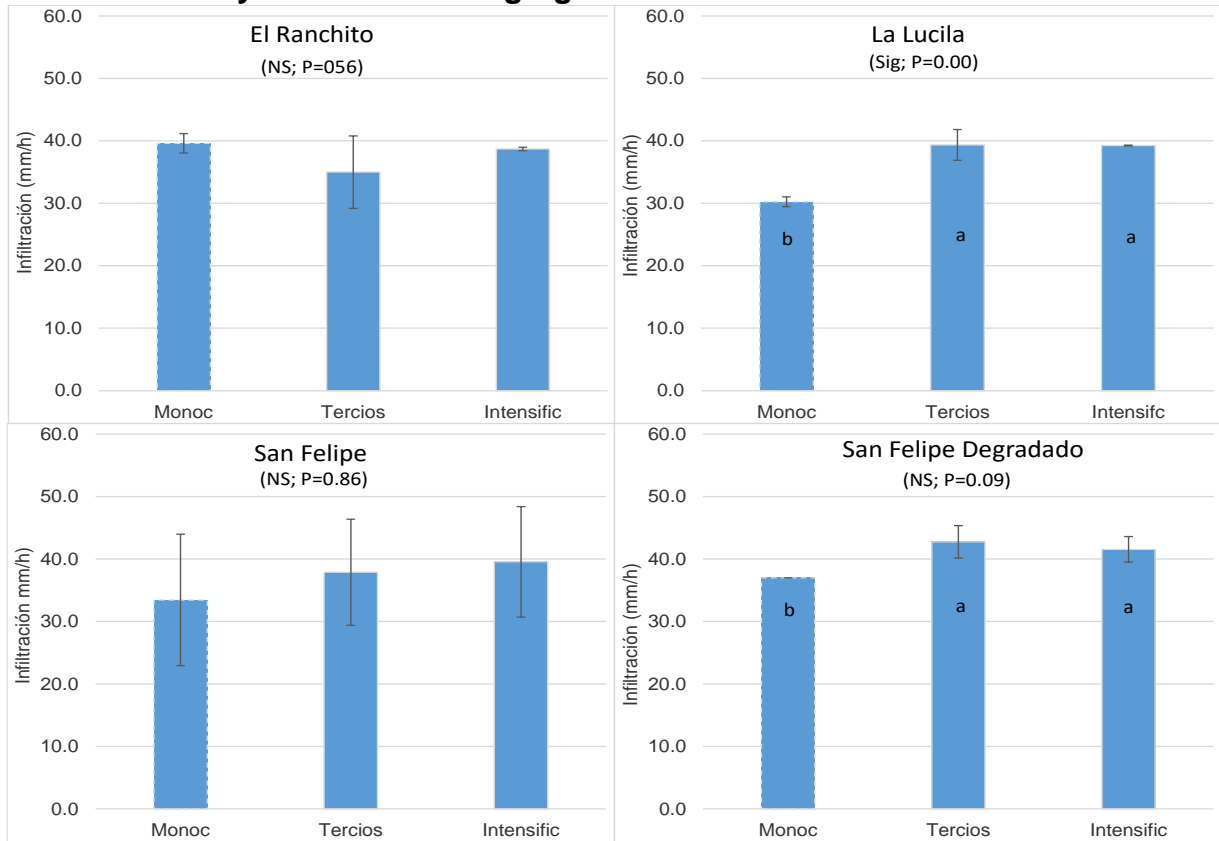 El Ranchito
(NS; P=056)
Infiltración (mm/h)
60.0
50.0
40.0
30.0
20.0
10.0
0.0
Monoc Tercios Intensific
La Lucila
(Sig; P=0.00)
Infiltración (mm/h)
60.0
50.0
40.0
30.0
20.0
10.0
0.0
b a a
Monoc Tercios Intensifc
San Felipe
(NS; P=0.86)
Infiltración mm/h)
60.0
50.0
40.0
30.0
20.0
10.0
0.0
Monoc Tercios Intensific
San Felipe Degradado
(NS; P=0.09)
Infiltración (mm/h)
60.0
50.0
40.0
30.0
20.0
10.0
0.0
b a a
Monoc Tercios Intensific